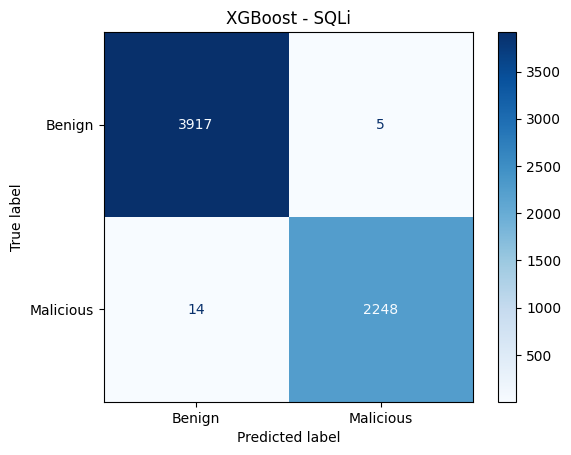 XGBoost - SQLi
Benign
3917
5
Malicious
14
2248
Benign
Malicious
Predicted label
True label
3500
3000
2500
2000
1500
1000
500